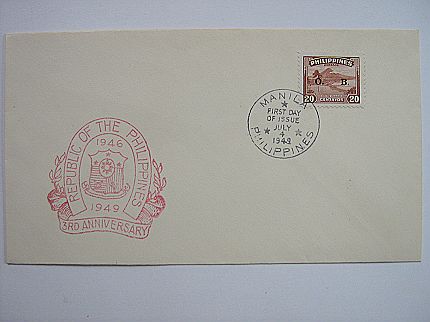 PHILIPPINES
O. B.
20 CENTAVOS 20
MANILA
FIRST DAY
OF ISSUE
JULY
4
1949
PHILIPPINES
REPUBLIC OF THE PHILIPPINES
1946
1949
3RD ANNIVERSARY